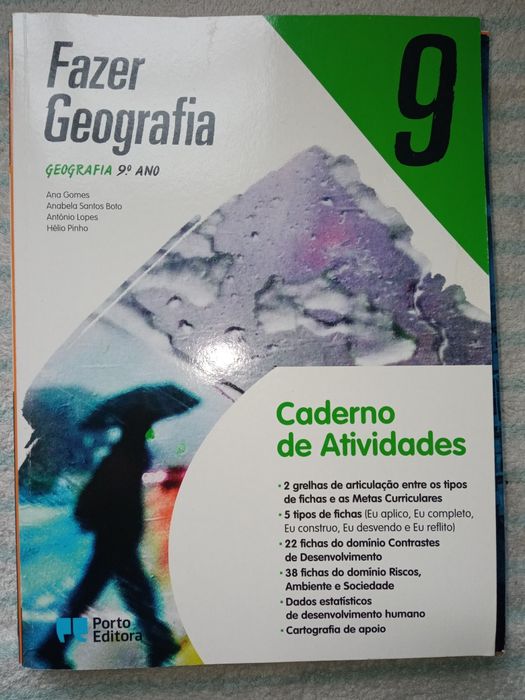 Fazer
Geografia
9
GEOGRAFIA 9.º ANO
Ana Gomes
Anabela Santos Boto
António Lopes
Hélio Pinho
Caderno
de Atividades
• 2 grelhas de articulação entre os tipos
de fichas e as Metas Curriculares
• 5 tipos de fichas (Eu aplico, Eu completo,
Eu construo, Eu desvendo e Eu reflito)
• 22 fichas do domínio Contrastes
de Desenvolvimento
• 38 fichas do domínio Riscos,
Ambiente e Sociedade
• Dados estatísticos
de desenvolvimento humano
• Cartografia de apoio
Porto
Editora